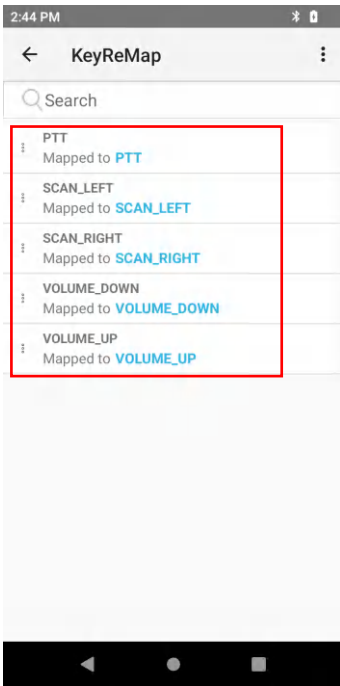 2:44 PM
KeyReMap
Search
PTT
Mapped to PTT
SCAN_LEFT
Mapped to SCAN_LEFT
SCAN_RIGHT
Mapped to SCAN_RIGHT
VOLUME_DOWN
Mapped to VOLUME_DOWN
VOLUME_UP
Mapped to VOLUME_UP